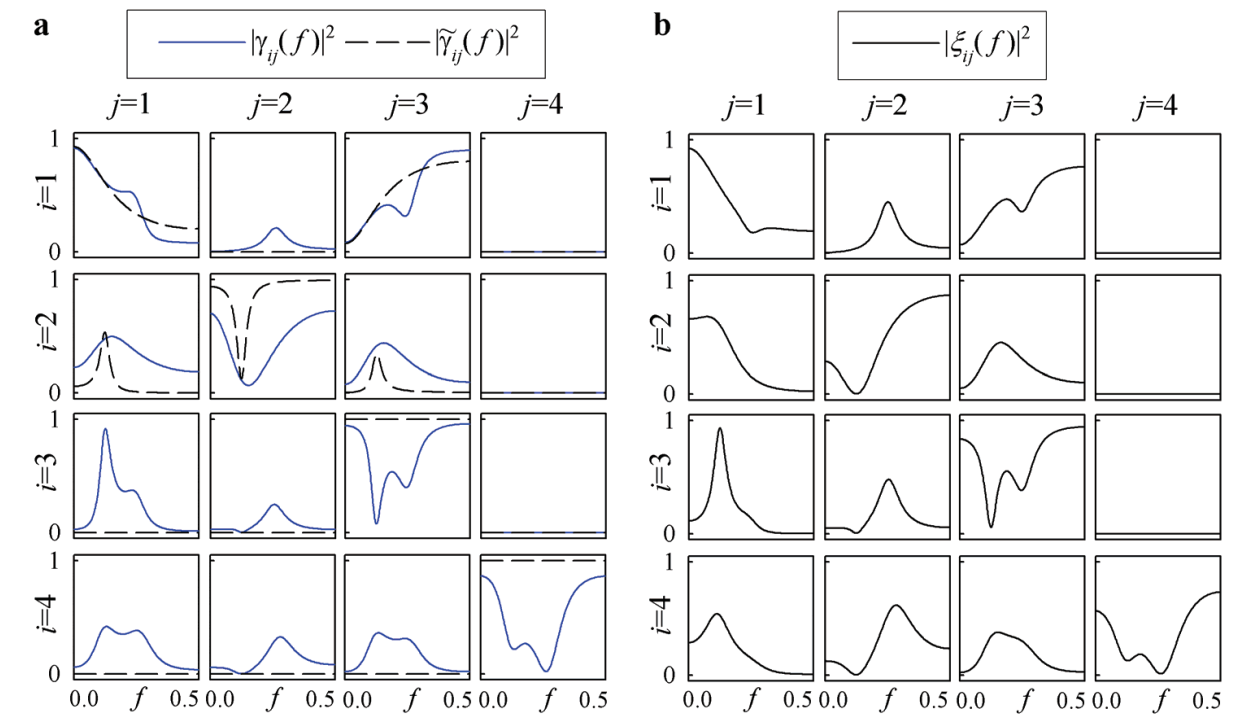 a
|γij(f)|² |γ̃ij(f)|²
j=1 j=2 j=3 j=4
i=1 1 0
i=2 1 0
i=3 1 0
i=4 1 0
0.0 f 0.5 0.0 f 0.5 0.0 f 0.5 0.0 f 0.5
b
|ξij(f)|²
j=1 j=2 j=3 j=4
i=1 1 0
i=2 1 0
i=3 1 0
i=4 1 0
0.0 f 0.5 0.0 f 0.5 0.0 f 0.5 0.0 f 0.5